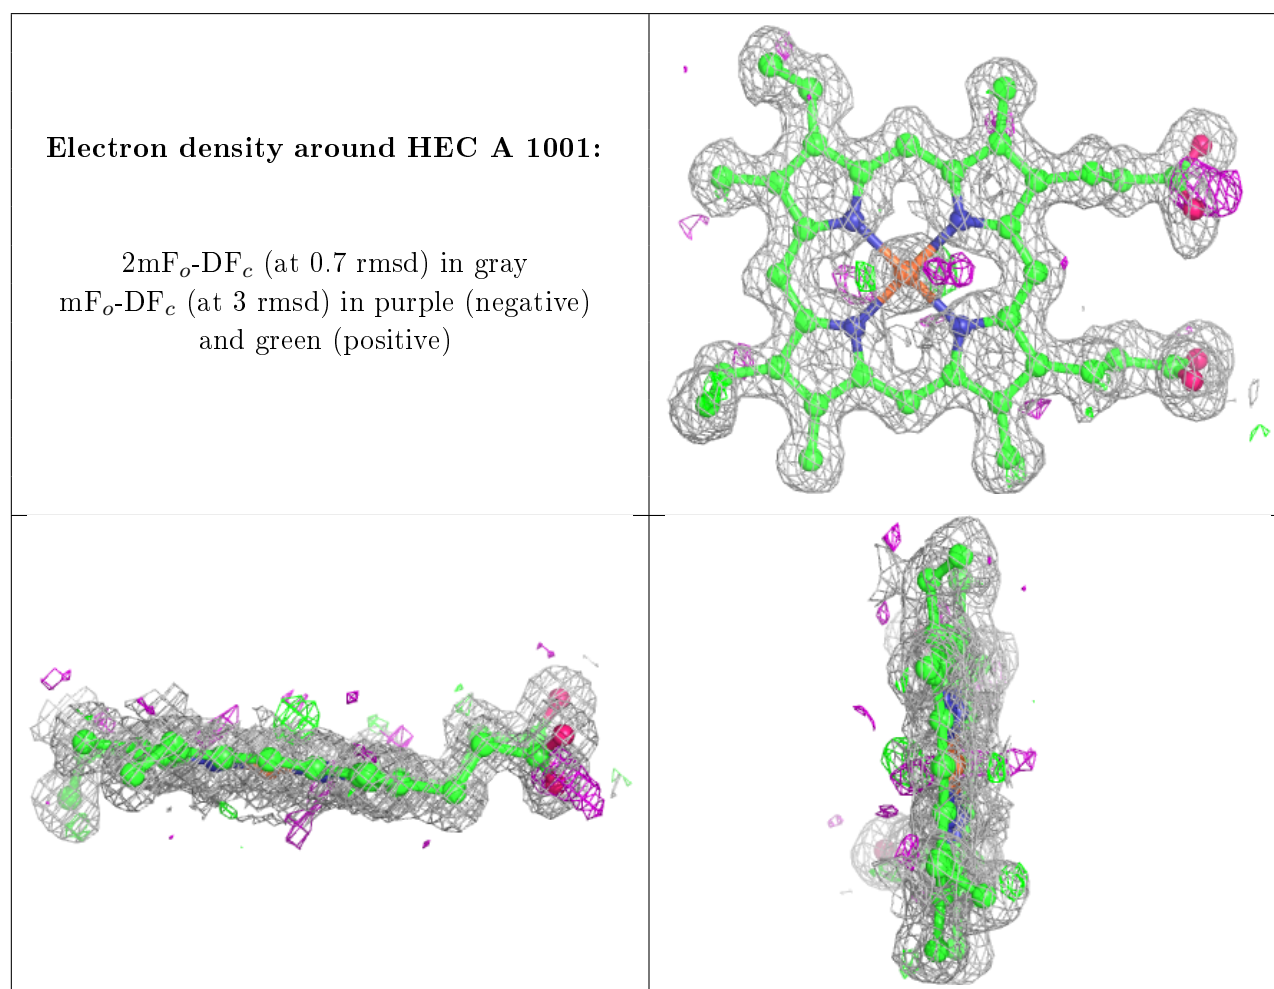 Electron density around HEC A 1001:
2mFo-DFc (at 0.7 rmsd) in gray
mFo-DFc (at 3 rmsd) in purple (negative)
and green (positive)